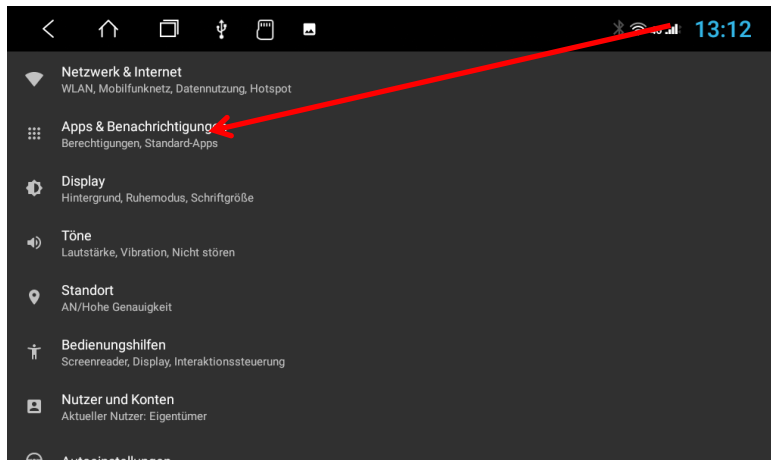 13:12
Netzwerk & Internet
WLAN, Mobilfunknetz, Datennutzung, Hotspot
Apps & Benachrichtigungen
Berechtigungen, Standard-Apps
Display
Hintergrund, Ruhemodus, Schriftgröße
Töne
Lautstärke, Vibration, Nicht stören
Standort
AN/Hohe Genauigkeit
Bedienungshilfen
Screenreader, Display, Interaktionssteuerung
Nutzer und Konten
Aktueller Nutzer: Eigentümer
Autoeinstellungen